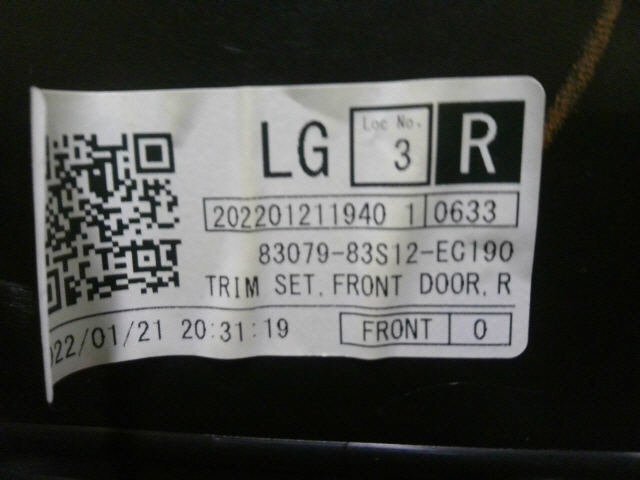 LG
Loc No.
3
R
202201211940 1 0633
83079-83S12-EC190
TRIM SET, FRONT DOOR, R
022/01/21 20:31:19 FRONT 0